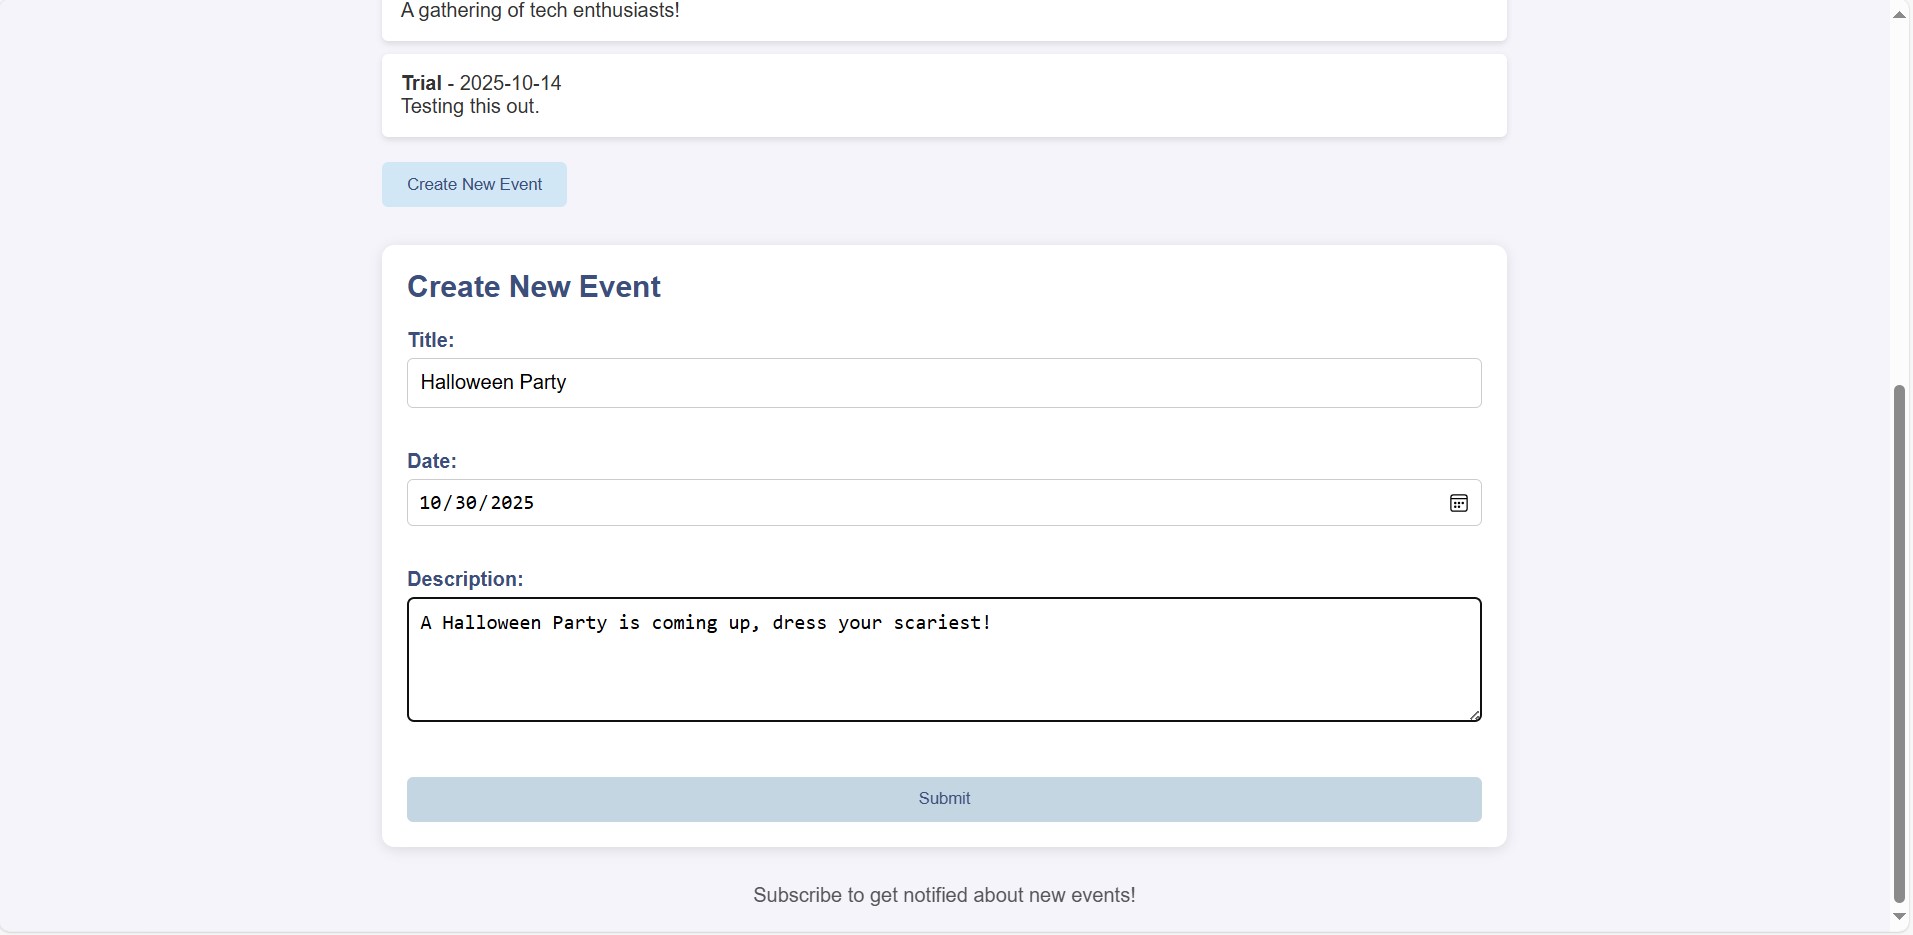 A gathering of tech enthusiasts!
Trial - 2025-10-14
Testing this out.
Create New Event
Create New Event
Title:
Halloween Party
Date:
10/30/2025
Description:
A Halloween Party is coming up, dress your scariest!
Submit
Subscribe to get notified about new events!